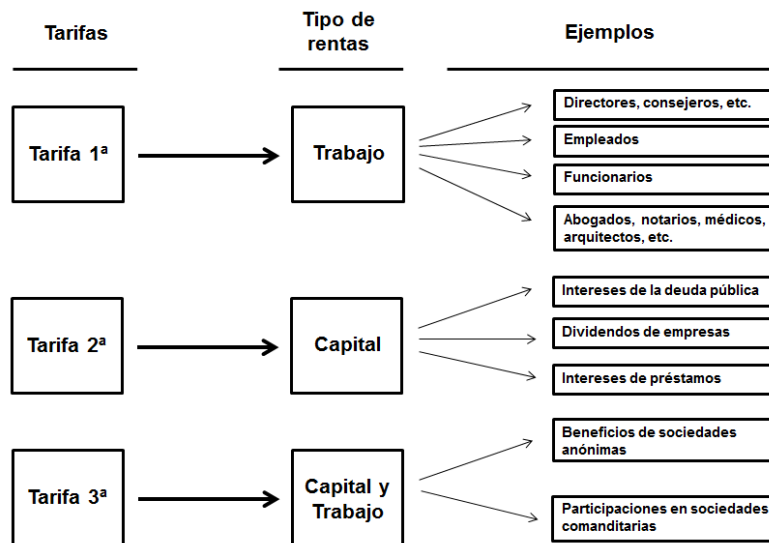 Tarifas
Tipo de
rentas
Ejemplos
Tarifa 1ª
Trabajo
Directores, consejeros, etc.
Empleados
Funcionarios
Abogados, notarios, médicos,
arquitectos, etc.
Tarifa 2ª
Capital
Intereses de la deuda pública
Dividendos de empresas
Intereses de préstamos
Tarifa 3ª
Capital y
Trabajo
Beneficios de sociedades
anónimas
Participaciones en sociedades
comanditarias